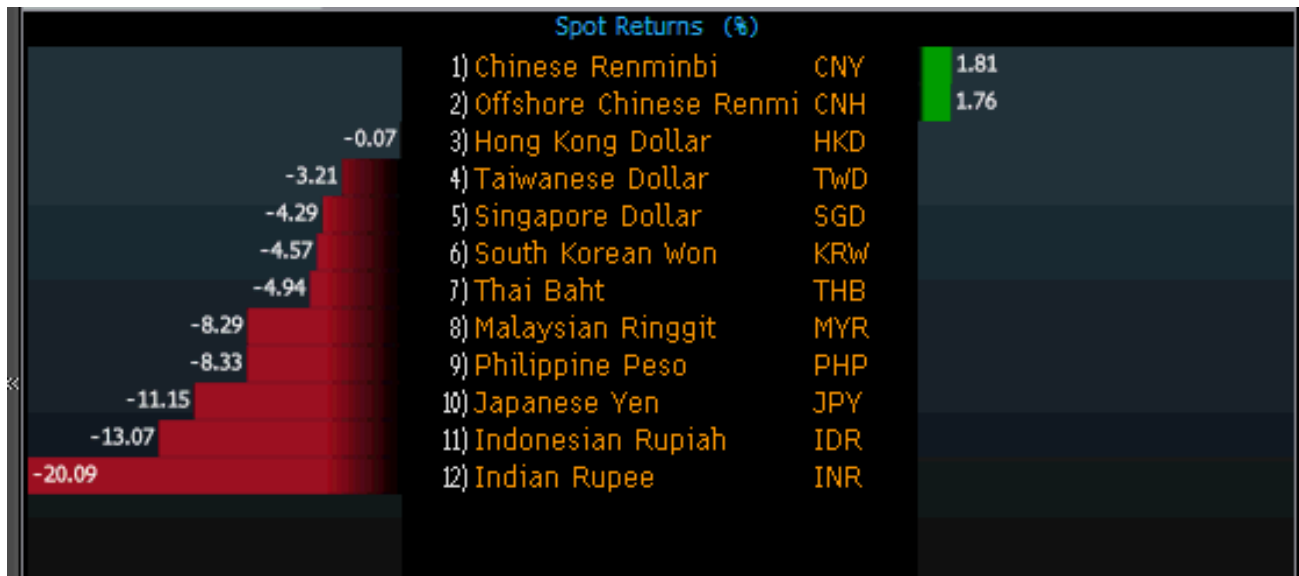 Spot Returns (%)
1) Chinese Renminbi CNY 1.81
2) Offshore Chinese Renmi CNH 1.76
-0.07 3) Hong Kong Dollar HKD
-3.21 4) Taiwanese Dollar TWD
-4.29 5) Singapore Dollar SGD
-4.57 6) South Korean Won KRW
-4.94 7) Thai Baht THB
-8.29 8) Malaysian Ringgit MYR
-8.33 9) Philippine Peso PHP
-11.15 10) Japanese Yen JPY
-13.07 11) Indonesian Rupiah IDR
-20.09 12) Indian Rupee INR
«